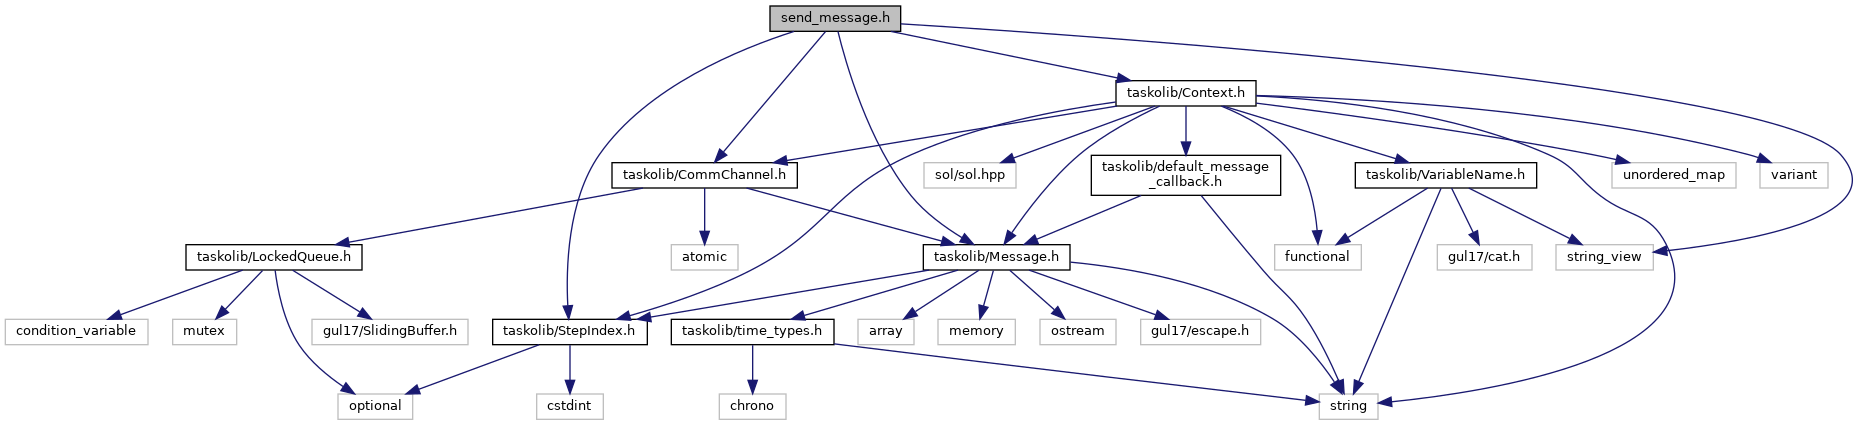 send_message.h
taskolib/Context.h
taskolib/CommChannel.h
sol/sol.hpp
taskolib/default_message
_callback.h
taskolib/VariableName.h
unordered_map
variant
taskolib/LockedQueue.h
atomic
taskolib/Message.h
functional
gul17/cat.h
string_view
condition_variable
mutex
gul17/SlidingBuffer.h
taskolib/StepIndex.h
taskolib/time_types.h
array
memory
ostream
gul17/escape.h
optional
cstdint
chrono
string